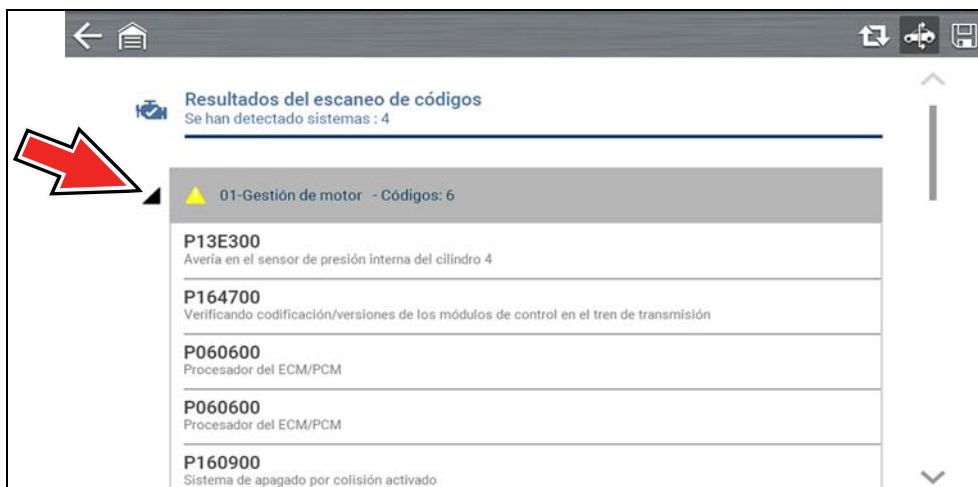 Resultados del escaneo de códigos
Se han detectado sistemas : 4
01-Gestión de motor - Códigos: 6
P13E300
Avería en el sensor de presión interna del cilindro 4
P164700
Verificando codificación/versiones de los módulos de control en el tren de transmisión
P060600
Procesador del ECM/PCM
P060600
Procesador del ECM/PCM
P160900
Sistema de apagado por colisión activado